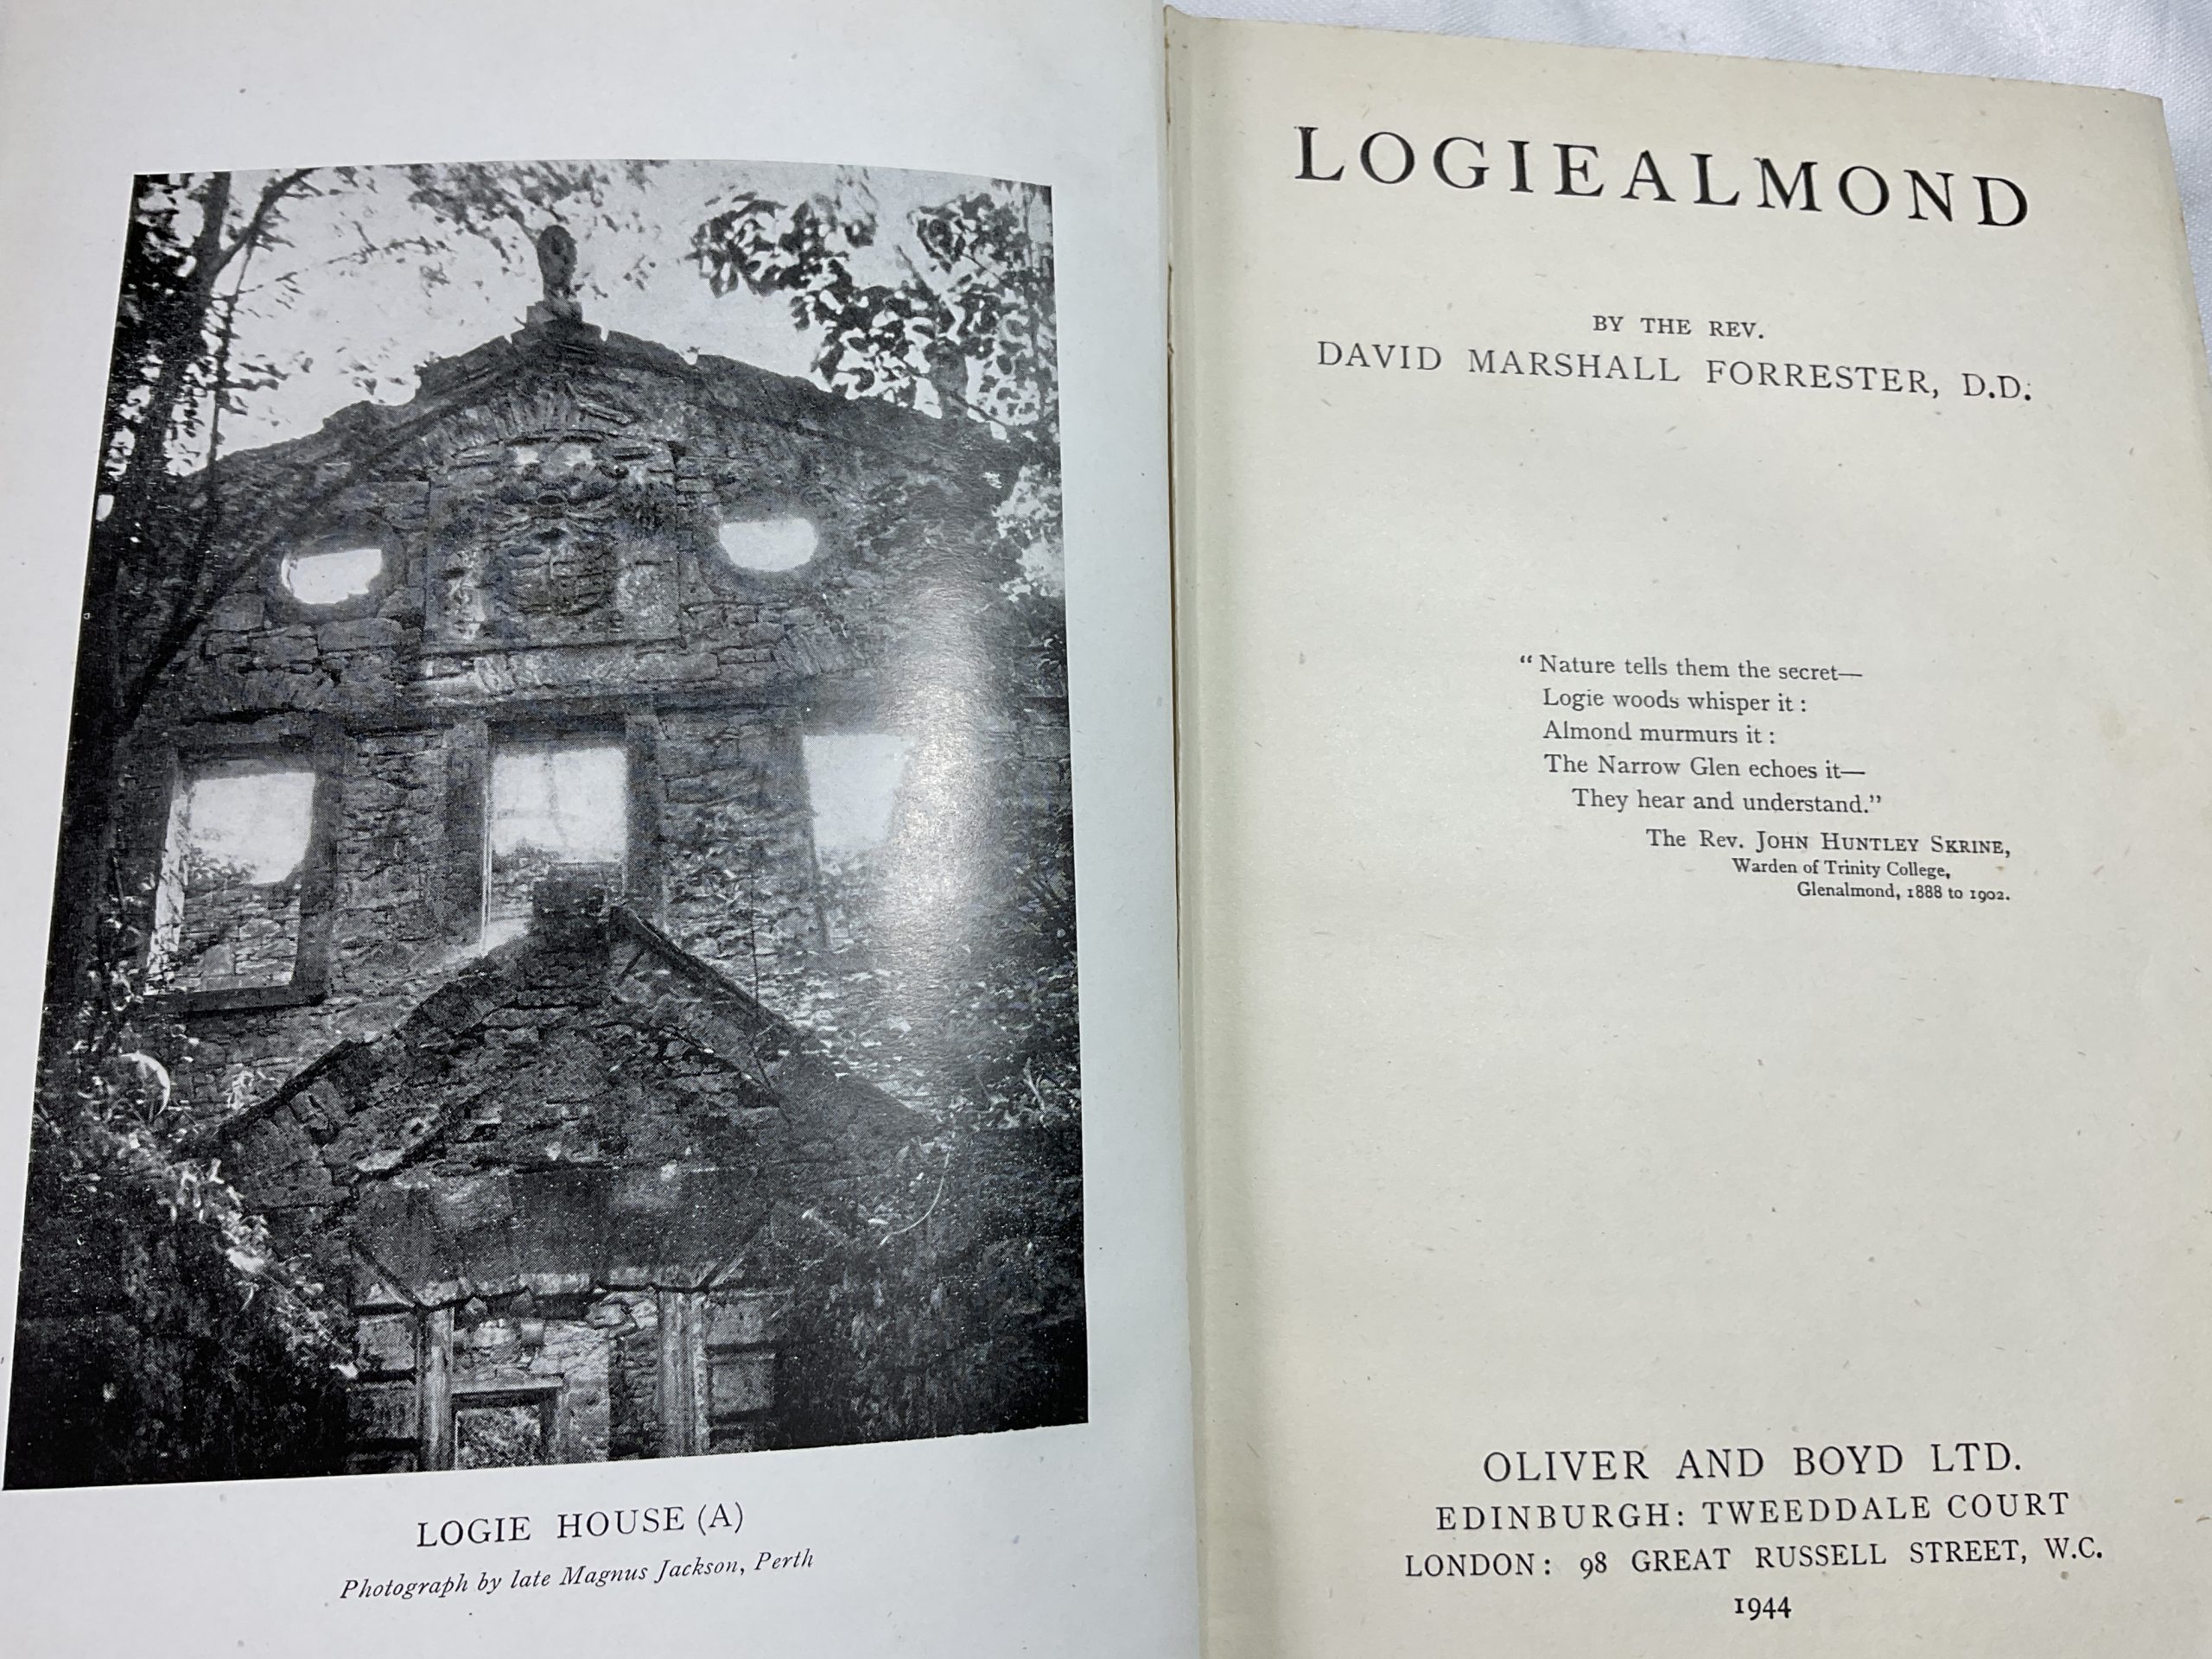 LOGIE HOUSE (A)
Photograph by late Magnus Jackson, Perth
LOGIEALMOND
BY THE REV.
DAVID MARSHALL FORRESTER, D.D.
“Nature tells them the secret—
Logie woods whisper it :
Almond murmurs it :
The Narrow Glen echoes it—
They hear and understand.”
The Rev. JOHN HUNTLEY SKRINE,
Warden of Trinity College,
Glenalmond, 1888 to 1902.
OLIVER AND BOYD LTD.
EDINBURGH: TWEEDDALE COURT
LONDON: 98 GREAT RUSSELL STREET, W.C.
1944